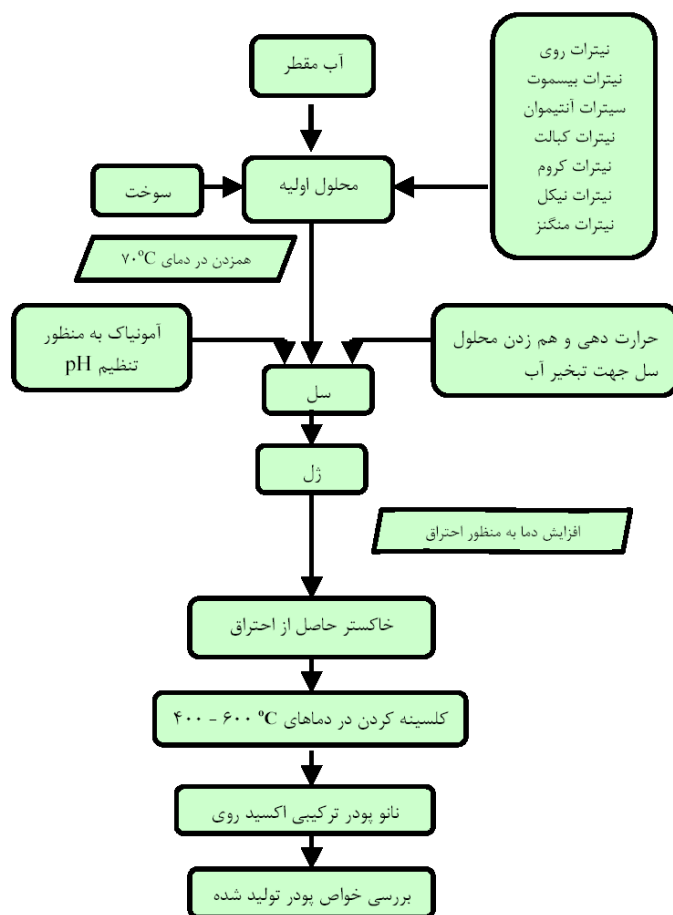 آب مقطر
نیترات روی
نیترات بیسموت
سیترات آنتیموان
نیترات کبالت
نیترات کروم
نیترات نیکل
نیترات منگنز
محلول اولیه
سوخت
همزدن در دمای ۷۰°C
آمونیاک به منظور
تنظیم pH
حرارت دهی و هم زدن محلول
سل جهت تبخیر آب
سل
ژل
افزایش دما به منظور احتراق
خاکستر حاصل از احتراق
کلسینه کردن در دماهای ۴۰۰ - ۶۰۰ °C
نانو پودر ترکیبی اکسید روی
بررسی خواص پودر تولید شده